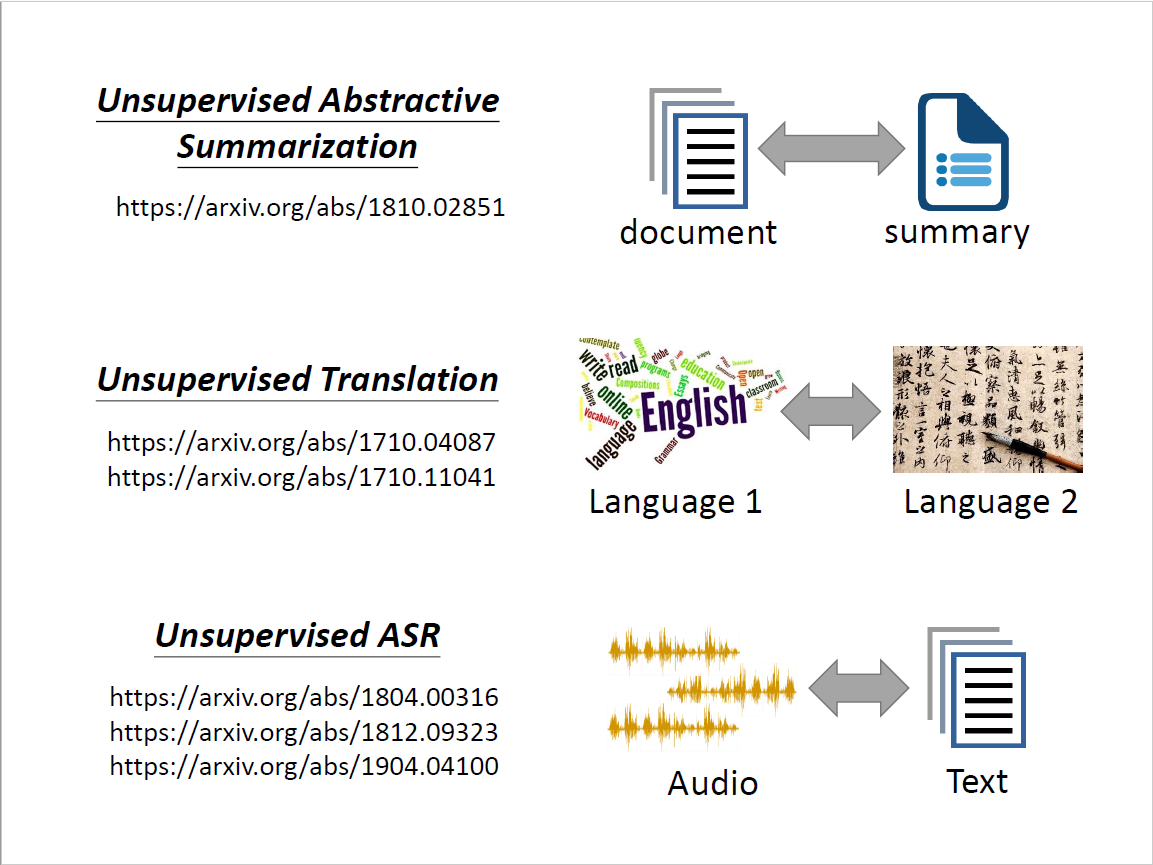 Unsupervised Abstractive
Summarization
https://arxiv.org/abs/1810.02851
document
summary
Unsupervised Translation
https://arxiv.org/abs/1710.04087
https://arxiv.org/abs/1710.11041
contemplate
write
read
globe
programs
education
Compositions
Essays
open
classroom
online
believe
Vocabulary
English
language
Grammar
text
Language 1
Language 2
Unsupervised ASR
https://arxiv.org/abs/1804.00316
https://arxiv.org/abs/1812.09323
https://arxiv.org/abs/1904.04100
Audio
Text